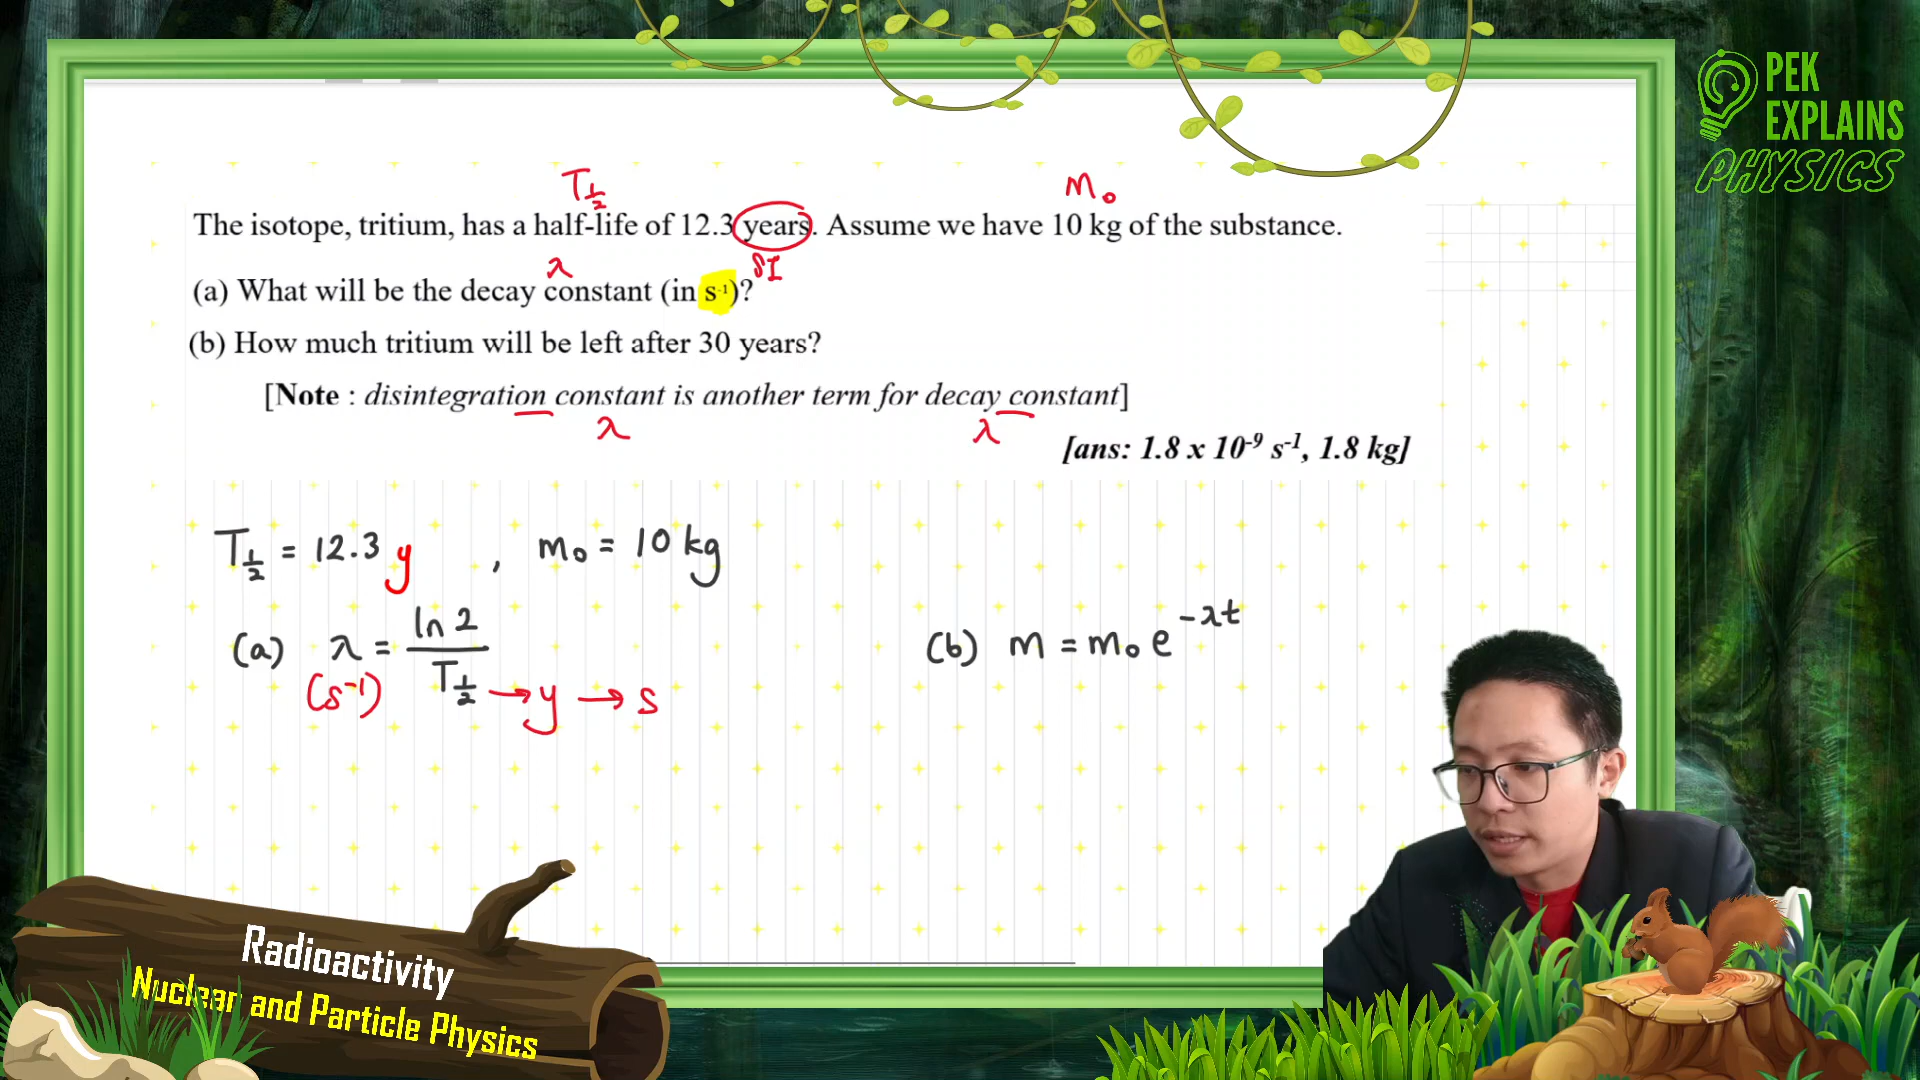 PEK
EXPLAINS
PHYSICS
T½ m₀
The isotope, tritium, has a half-life of 12.3 years. Assume we have 10 kg of the substance.
λ SI
(a) What will be the decay constant (in s⁻¹)?
(b) How much tritium will be left after 30 years?
[Note : disintegration constant is another term for decay constant]
λ λ
[ans: 1.8 x 10⁻⁹ s⁻¹, 1.8 kg]
T½ = 12.3 y , m₀ = 10 kg
(a) λ = ln 2 / T½ → y → s
(s⁻¹)
(b) m = m₀ e^(-λt)
Radioactivity
Nuclear and Particle Physics